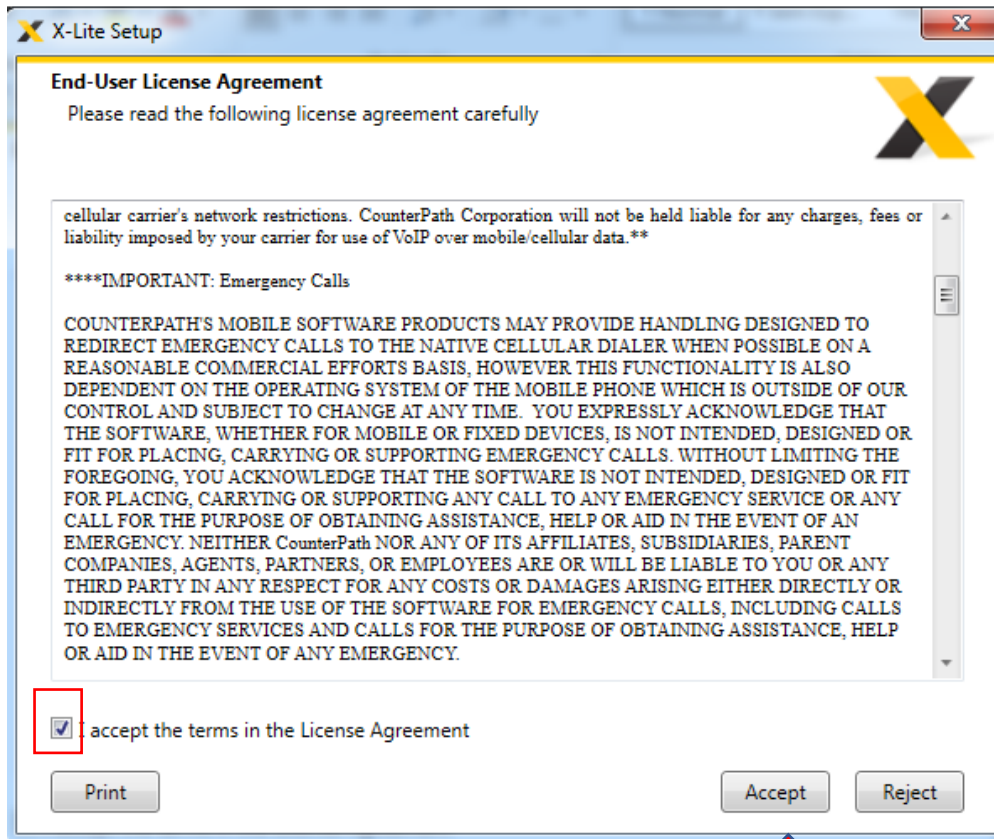 X-Lite Setup
End-User License Agreement
Please read the following license agreement carefully
cellular carrier's network restrictions. CounterPath Corporation will not be held liable for any charges, fees or
liability imposed by your carrier for use of VoIP over mobile/cellular data.**
****IMPORTANT: Emergency Calls
COUNTERPATH'S MOBILE SOFTWARE PRODUCTS MAY PROVIDE HANDLING DESIGNED TO
REDIRECT EMERGENCY CALLS TO THE NATIVE CELLULAR DIALER WHEN POSSIBLE ON A
REASONABLE COMMERCIAL EFFORTS BASIS, HOWEVER THIS FUNCTIONALITY IS ALSO
DEPENDENT ON THE OPERATING SYSTEM OF THE MOBILE PHONE WHICH IS OUTSIDE OF OUR
CONTROL AND SUBJECT TO CHANGE AT ANY TIME.  YOU EXPRESSLY ACKNOWLEDGE THAT
THE SOFTWARE, WHETHER FOR MOBILE OR FIXED DEVICES, IS NOT INTENDED, DESIGNED OR
FIT FOR PLACING, CARRYING OR SUPPORTING EMERGENCY CALLS. WITHOUT LIMITING THE
FOREGOING, YOU ACKNOWLEDGE THAT THE SOFTWARE IS NOT INTENDED, DESIGNED OR FIT
FOR PLACING, CARRYING OR SUPPORTING ANY CALL TO ANY EMERGENCY SERVICE OR ANY
CALL FOR THE PURPOSE OF OBTAINING ASSISTANCE, HELP OR AID IN THE EVENT OF AN
EMERGENCY. NEITHER CounterPath NOR ANY OF ITS AFFILIATES, SUBSIDIARIES, PARENT
COMPANIES, AGENTS, PARTNERS, OR EMPLOYEES ARE OR WILL BE LIABLE TO YOU OR ANY
THIRD PARTY IN ANY RESPECT FOR ANY COSTS OR DAMAGES ARISING EITHER DIRECTLY OR
INDIRECTLY FROM THE USE OF THE SOFTWARE FOR EMERGENCY CALLS, INCLUDING CALLS
TO EMERGENCY SERVICES AND CALLS FOR THE PURPOSE OF OBTAINING ASSISTANCE, HELP
OR AID IN THE EVENT OF ANY EMERGENCY.
I accept the terms in the License Agreement
Print
Accept
Reject